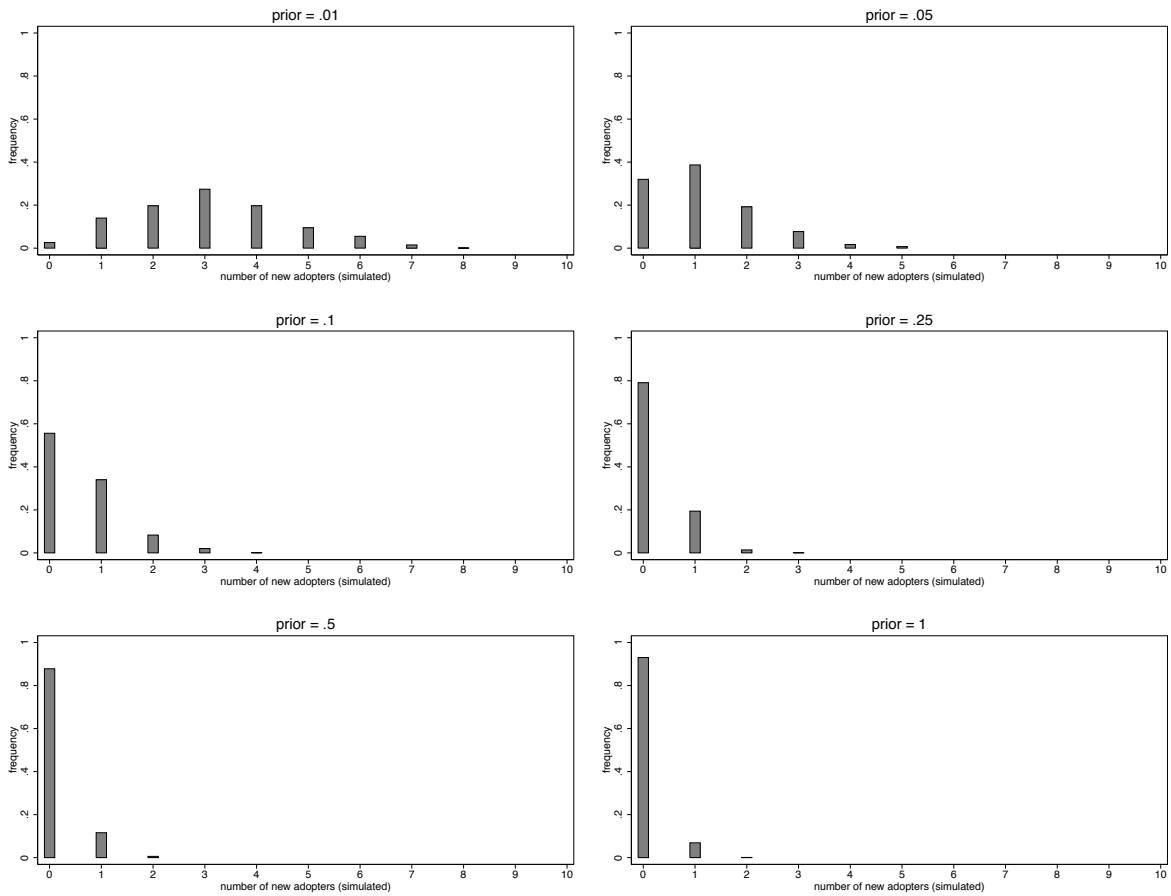 prior = .01
1
.8
.6
.4
.2
0
frequency
0 1 2 3 4 5 6 7 8 9 10
number of new adopters (simulated)
prior = .05
1
.8
.6
.4
.2
0
frequency
0 1 2 3 4 5 6 7 8 9 10
number of new adopters (simulated)
prior = .1
1
.8
.6
.4
.2
0
frequency
0 1 2 3 4 5 6 7 8 9 10
number of new adopters (simulated)
prior = .25
1
.8
.6
.4
.2
0
frequency
0 1 2 3 4 5 6 7 8 9 10
number of new adopters (simulated)
prior = .5
1
.8
.6
.4
.2
0
frequency
0 1 2 3 4 5 6 7 8 9 10
number of new adopters (simulated)
prior = 1
1
.8
.6
.4
.2
0
frequency
0 1 2 3 4 5 6 7 8 9 10
number of new adopters (simulated)